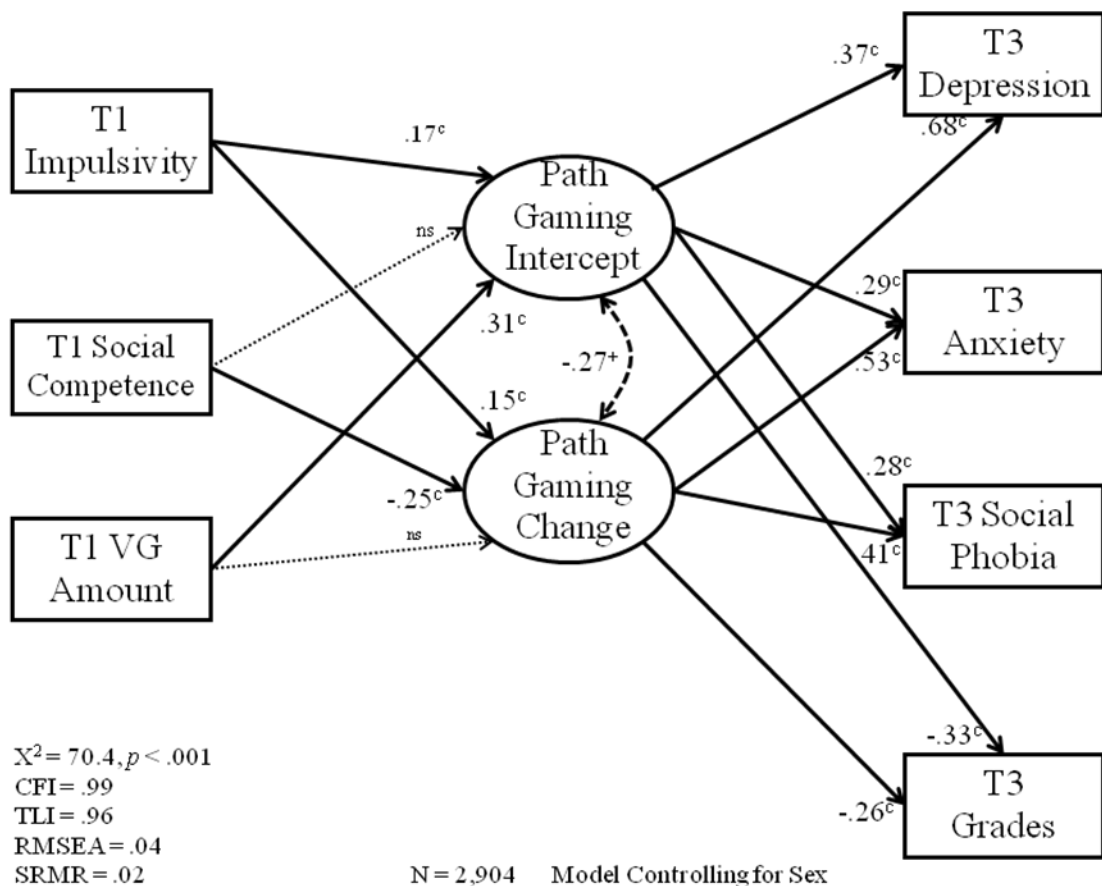 T1
Impulsivity
T1 Social
Competence
T1 VG
Amount
.17ᶜ
ns
.31ᶜ
.15ᶜ
-.25ᶜ
ns
Path
Gaming
Intercept
-.27⁺
Path
Gaming
Change
.37ᶜ
.68ᶜ
.29ᶜ
.53ᶜ
.28ᶜ
.41ᶜ
-.33ᶜ
-.26ᶜ
T3
Depression
T3
Anxiety
T3 Social
Phobia
T3
Grades
X² = 70.4, p < .001
CFI = .99
TLI = .96
RMSEA = .04
SRMR = .02
N = 2,904 Model Controlling for Sex